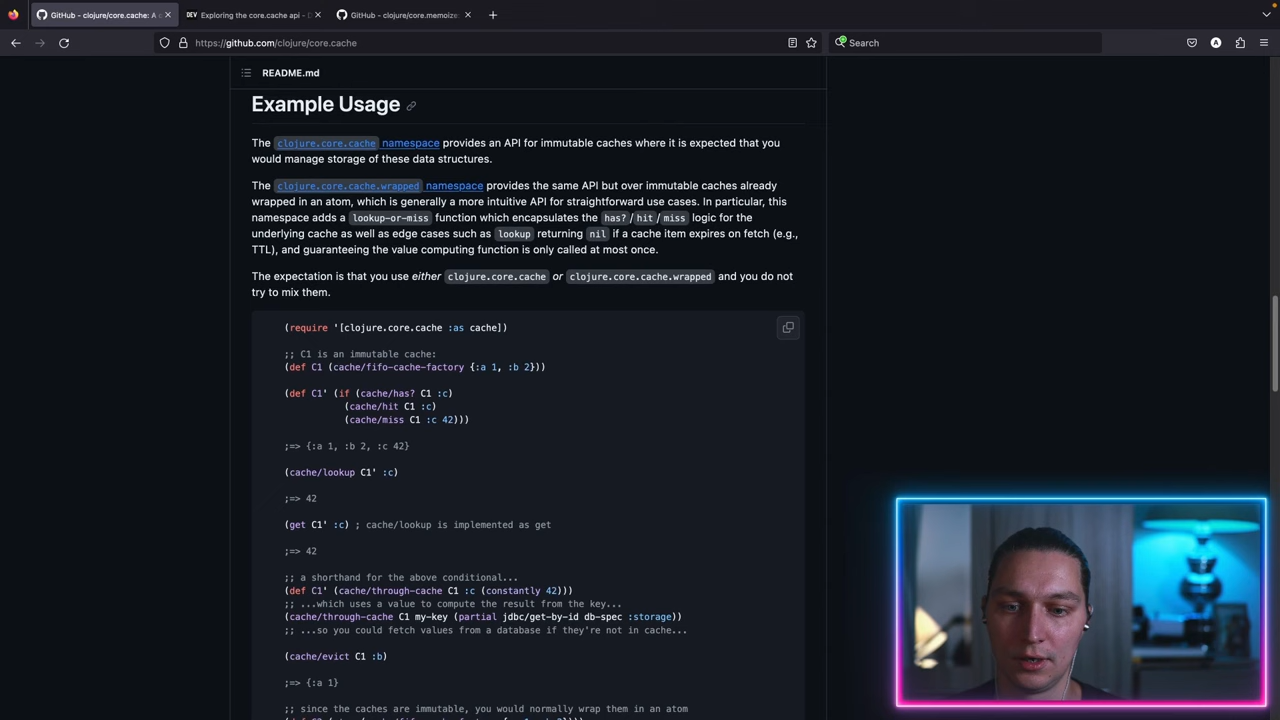 GitHub - clojure/core.cache: A c
Exploring the core.cache api - D
GitHub - clojure/core.memoize
https://github.com/clojure/core.cache
Search
README.md
Example Usage
The clojure.core.cache namespace provides an API for immutable caches where it is expected that you
would manage storage of these data structures.
The clojure.core.cache.wrapped namespace provides the same API but over immutable caches already
wrapped in an atom, which is generally a more intuitive API for straightforward use cases. In particular, this
namespace adds a lookup-or-miss function which encapsulates the has? / hit / miss logic for the
underlying cache as well as edge cases such as lookup returning nil if a cache item expires on fetch (e.g.,
TTL), and guaranteeing the value computing function is only called at most once.
The expectation is that you use either clojure.core.cache or clojure.core.cache.wrapped and you do not
try to mix them.
(require '[clojure.core.cache :as cache])
;; C1 is an immutable cache:
(def C1 (cache/fifo-cache-factory {:a 1, :b 2}))
(def C1' (if (cache/has? C1 :c)
(cache/hit C1 :c)
(cache/miss C1 :c 42)))
;=> {:a 1, :b 2, :c 42}
(cache/lookup C1' :c)
;=> 42
(get C1' :c) ; cache/lookup is implemented as get
;=> 42
;; a shorthand for the above conditional...
(def C1' (cache/through-cache C1 :c (constantly 42)))
;; ...which uses a value to compute the result from the key...
(cache/through-cache C1 my-key (partial jdbc/get-by-id db-spec :storage))
;; ...so you could fetch values from a database if they're not in cache...
(cache/evict C1 :b)
;=> {:a 1}
;; since the caches are immutable, you would normally wrap them in an atom